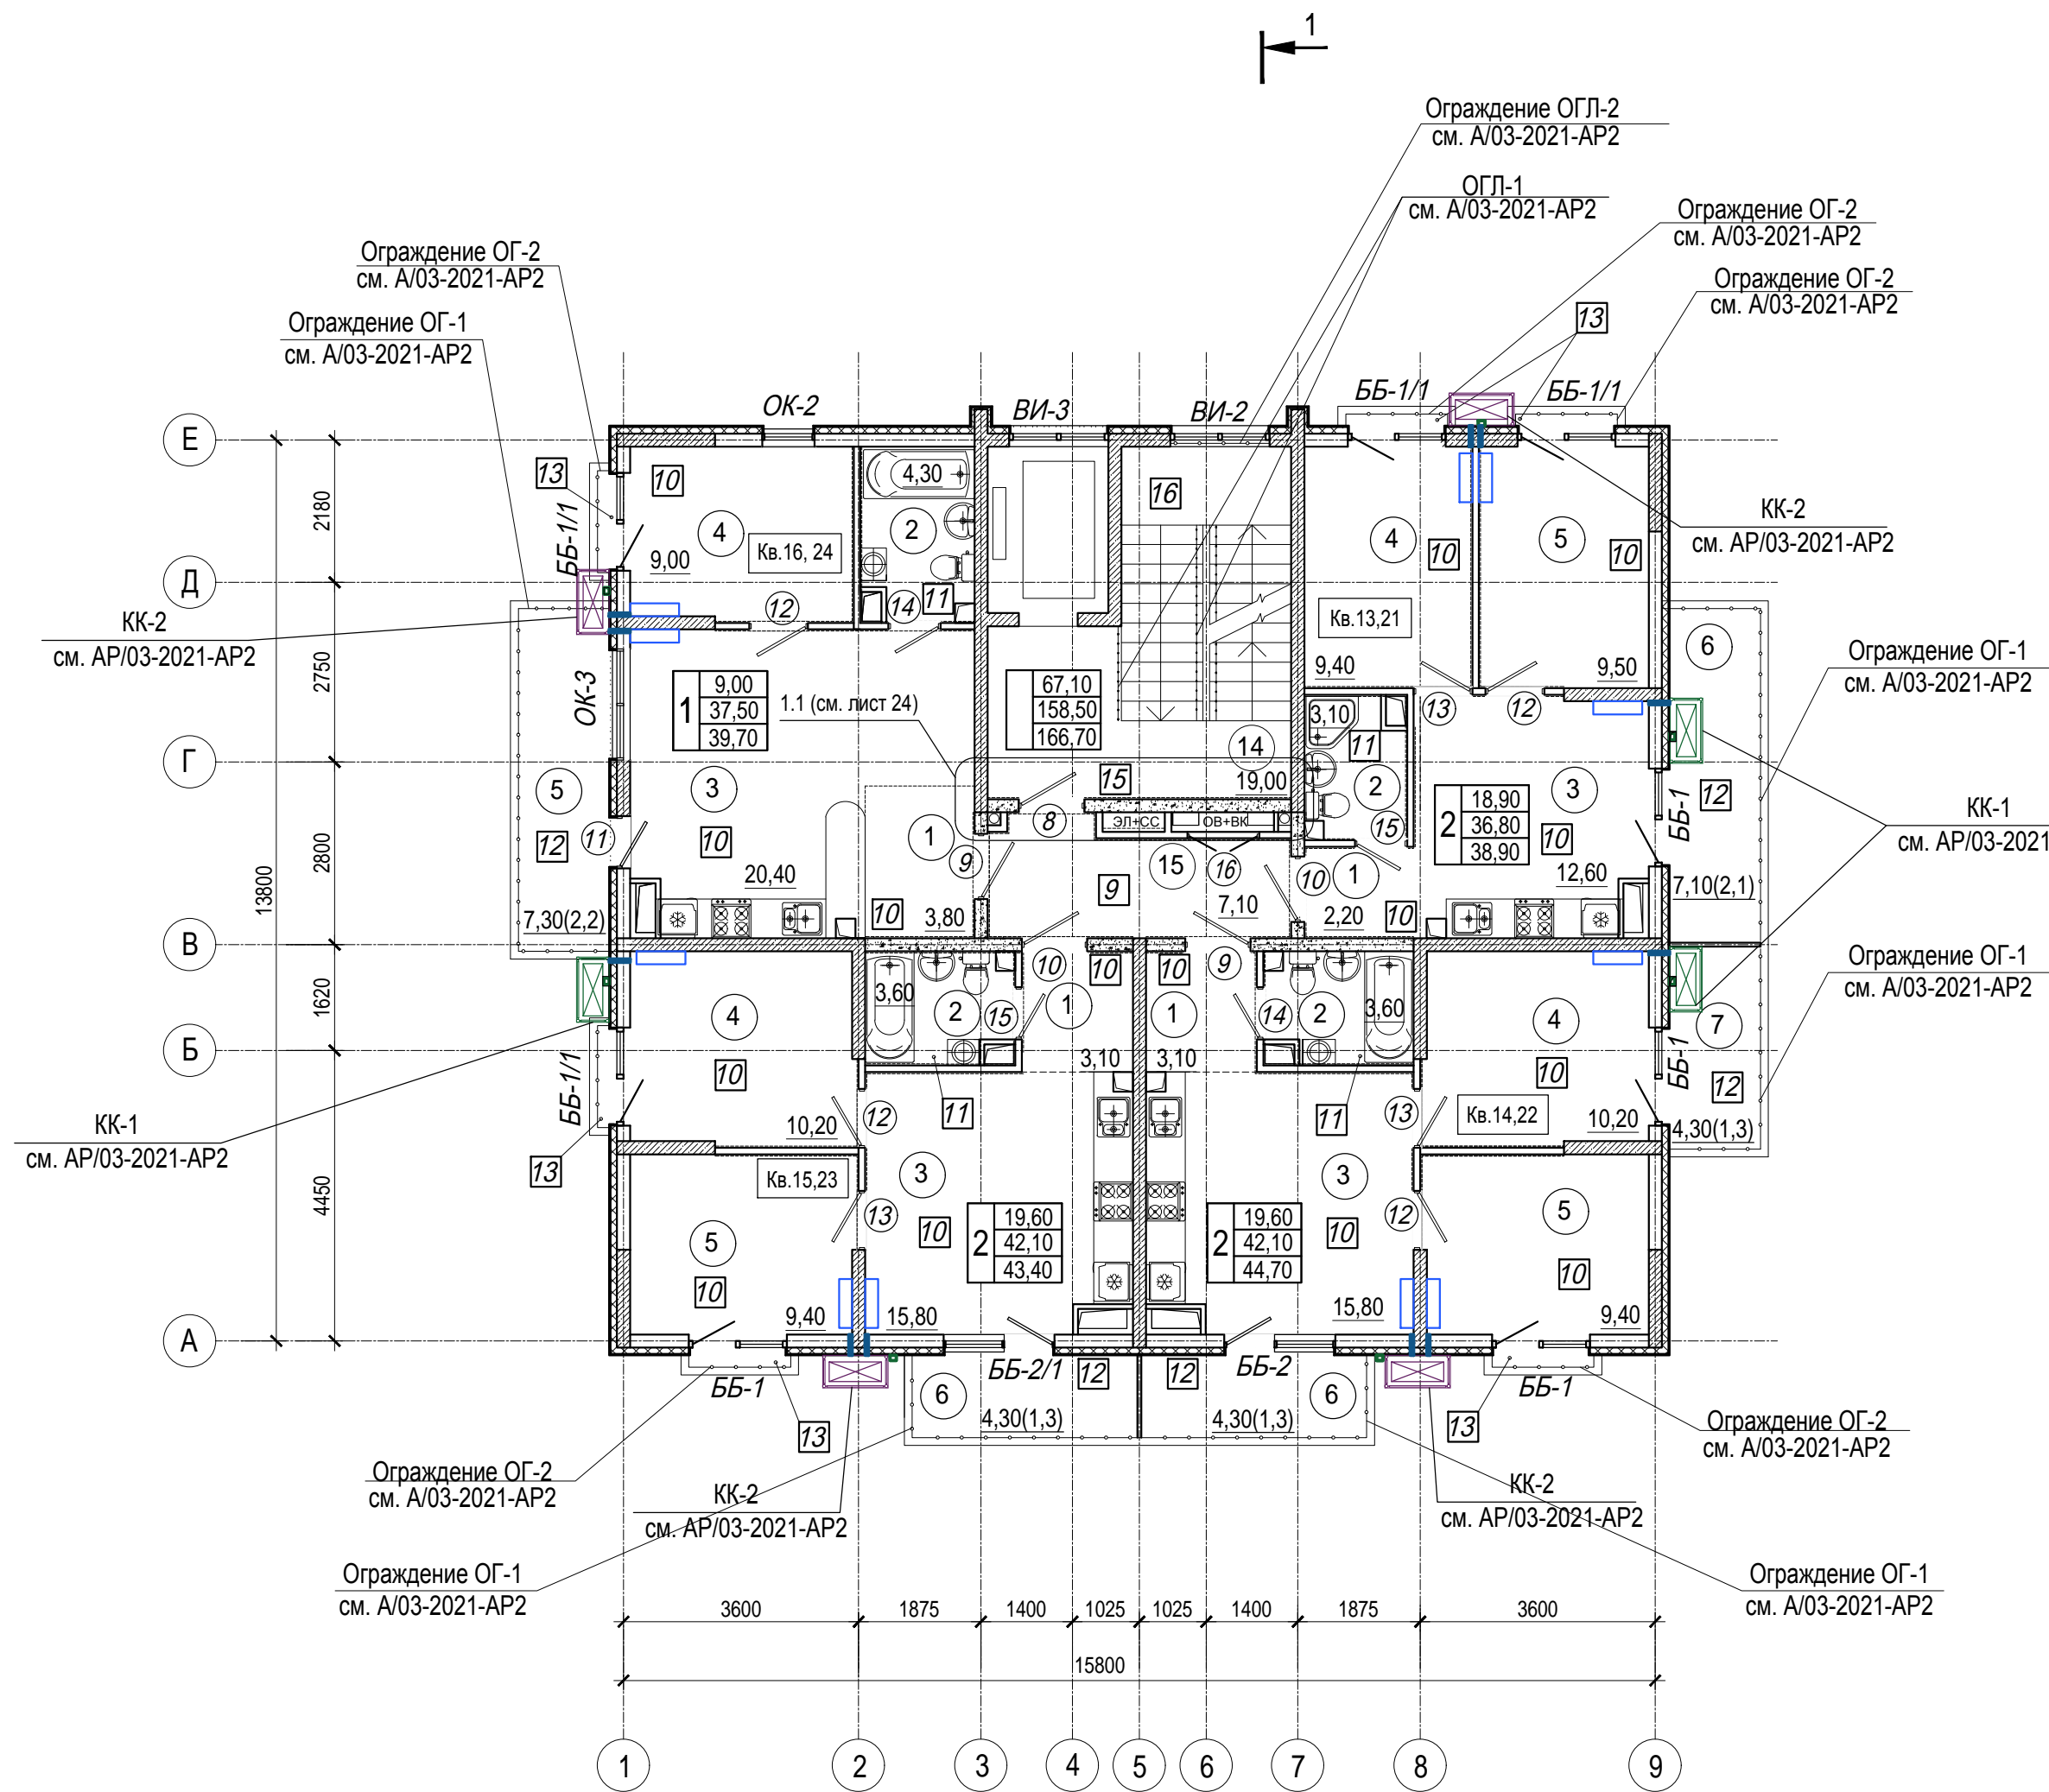 1
Ограждение ОГЛ-2
см. А/03-2021-АР2
ОГЛ-1
см. А/03-2021-АР2
Ограждение ОГ-2
см. А/03-2021-АР2
Ограждение ОГ-2
см. А/03-2021-АР2
Ограждение ОГ-2
см. А/03-2021-АР2
Ограждение ОГ-1
см. А/03-2021-АР2
13
ББ-1/1
ББ-1/1
ОК-2
ВИ-3
ВИ-2
Е
13
10
4,30
16
4
2
4
5
КК-2
см. АР/03-2021-АР2
Кв.16, 24
10
10
2180
ББ-1/1
9,00
Д
12
14
11
Кв.13,21
КК-2
см. АР/03-2021-АР2
6
9,40
9,50
Ограждение ОГ-1
см. А/03-2021-АР2
2750
ОК-3
1
9,00
37,50
39,70
1.1 (см. лист 24)
67,10
158,50
166,70
3,10
13
12
14
11
Г
5
3
15
19,00
2
3
12
2
18,90
36,80
38,90
ББ-1
КК-1
см. АР/03-2021
12
11
10
1
8
ЭЛ+СС
ОВ+ВК
15
10
9
15
16
10
1
13800
2800
20,40
9
12,60
7,10(2,1)
7,30(2,2)
10
3,80
7,10
2,20
10
В
10
10
10
9
Ограждение ОГ-1
см. А/03-2021-АР2
1620
4
3,60
2
15
1
1
14
2
3,60
4
7
Б
3,10
3,10
ББ-1/1
10
10
ББ-1
12
КК-1
см. АР/03-2021-АР2
12
11
11
13
Кв.14,22
10,20
10,20
4,30(1,3)
13
Кв.15,23
3
3
4450
13
12
5
5
10
2
19,60
42,10
43,40
2
19,60
42,10
44,70
10
10
10
9,40
15,80
15,80
9,40
А
ББ-1
ББ-2/1
12
12
ББ-2
ББ-1
6
6
13
4,30(1,3)
4,30(1,3)
13
Ограждение ОГ-2
см. А/03-2021-АР2
Ограждение ОГ-2
см. А/03-2021-АР2
КК-2
см. АР/03-2021-АР2
КК-2
см. АР/03-2021-АР2
Ограждение ОГ-1
см. А/03-2021-АР2
Ограждение ОГ-1
см. А/03-2021-АР2
3600
1875
1400
1025
1025
1400
1875
3600
15800
1
2
3
4
5
6
7
8
9